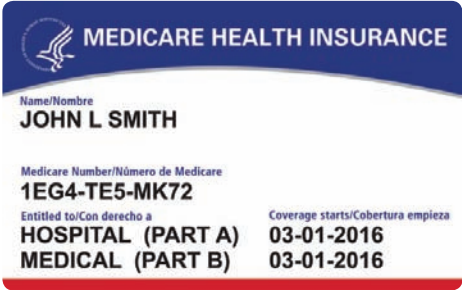 MEDICARE HEALTH INSURANCE
Name/Nombre
JOHN L SMITH
Medicare Number/Número de Medicare
1EG4-TE5-MK72
Entitled to/Con derecho a Coverage starts/Cobertura empieza
HOSPITAL (PART A) 03-01-2016
MEDICAL (PART B) 03-01-2016